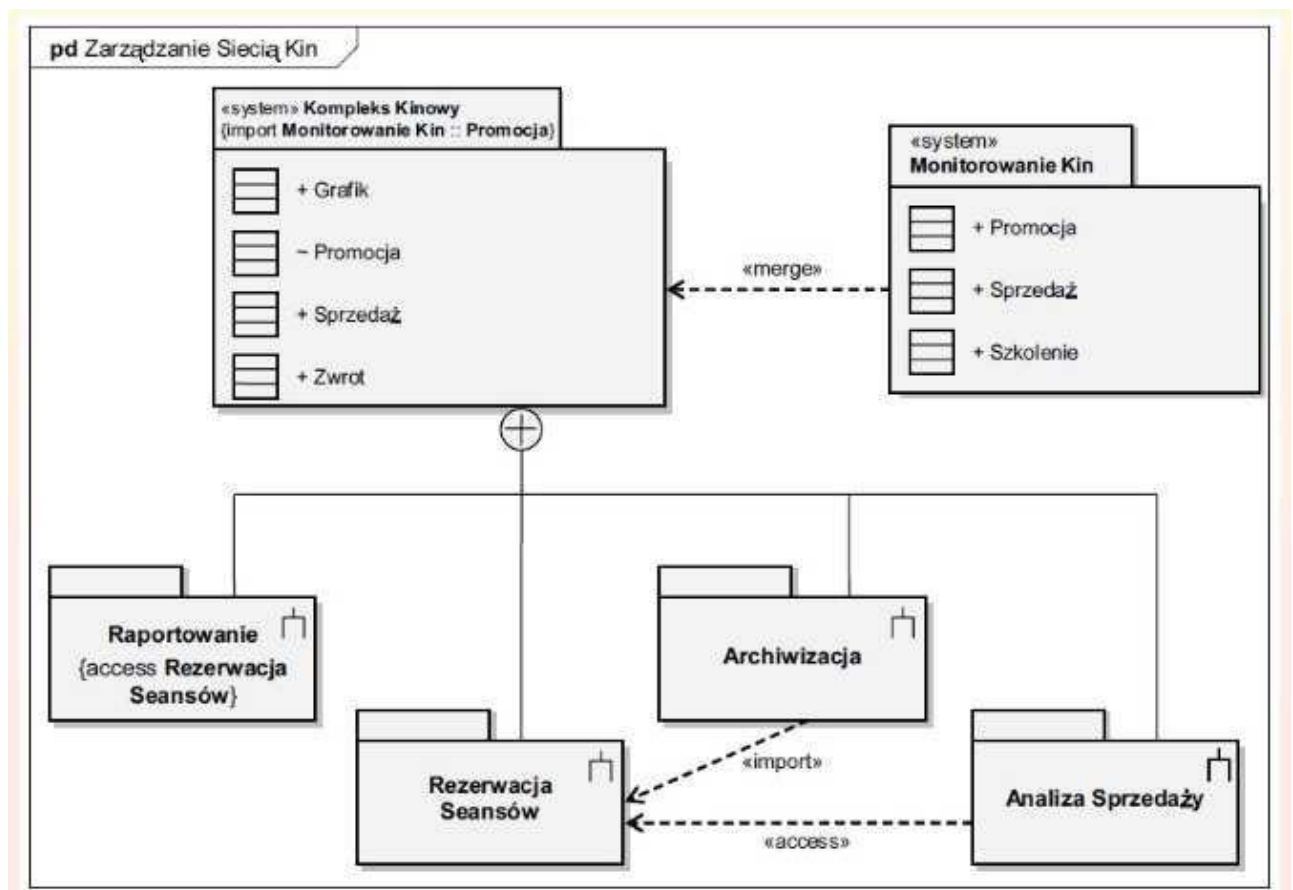 pd Zarządzanie Siecią Kin
«system» Kompleks Kinowy
{import Monitorowanie Kin :: Promocja}
+ Grafik
~ Promocja
+ Sprzedaż
+ Zwrot
«merge»
«system»
Monitorowanie Kin
+ Promocja
+ Sprzedaż
+ Szkolenie
Raportowanie
{access Rezerwacja
Seansów}
Rezerwacja
Seansów
Archiwizacja
«import»
«access»
Analiza Sprzedaży